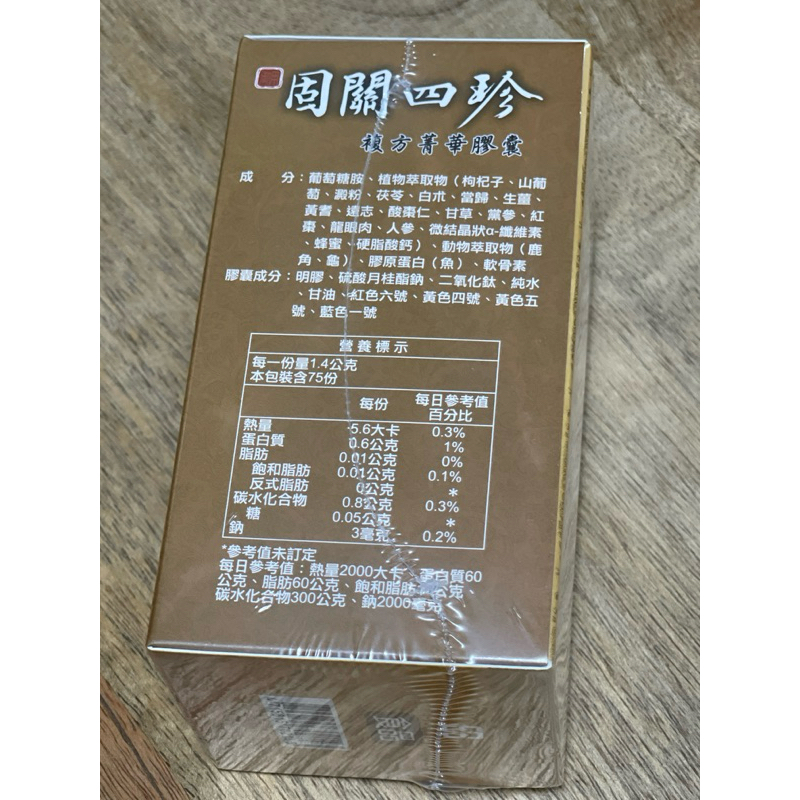 固關四珍
複方菁華膠囊
成 分：葡萄糖胺、植物萃取物（枸杞子、山葡
萄、澱粉、茯苓、白朮、當歸、生薑、
黃耆、遠志、酸棗仁、甘草、黨參、紅
棗、龍眼肉、人參、微結晶狀α-纖維素
、蜂蜜、硬脂酸鈣）、動物萃取物（鹿
角、龜）、膠原蛋白（魚）、軟骨素
膠囊成分：明膠、硫酸月桂酯鈉、二氧化鈦、純水
、甘油、紅色六號、黃色四號、黃色五
號、藍色一號
營養標示
每一份量1.4公克
本包裝含75份
每份 每日參考值百分比
熱量 5.6大卡 0.3%
蛋白質 0.6公克 1%
脂肪 0.01公克 0%
飽和脂肪 0.01公克 0.1%
反式脂肪 0公克 *
碳水化合物 0.8公克 0.3%
糖 0.05公克 *
鈉 3毫克 0.2%
*參考值未訂定
每日參考值：熱量2000大卡、蛋白質60
公克、脂肪60公克、飽和脂肪 公克
碳水化合物300公克、鈉2000毫克
食品